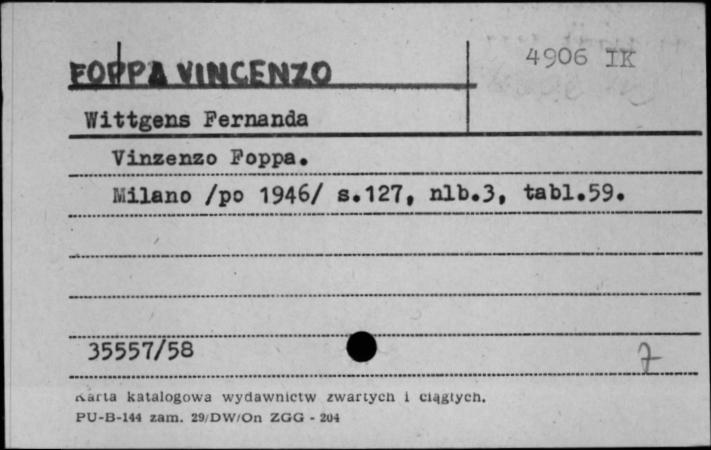 FOPPA VINCENZO
4906 IK
Wittgens Fernanda
Vinzenzo Foppa.
Milano /po 1946/ s.127, nlb.3, tabl.59.
35557/58
7
Karta katalogowa wydawnictw zwartych i ciągłych.
PU-B-144 zam. 29/DW/On ZGG - 204